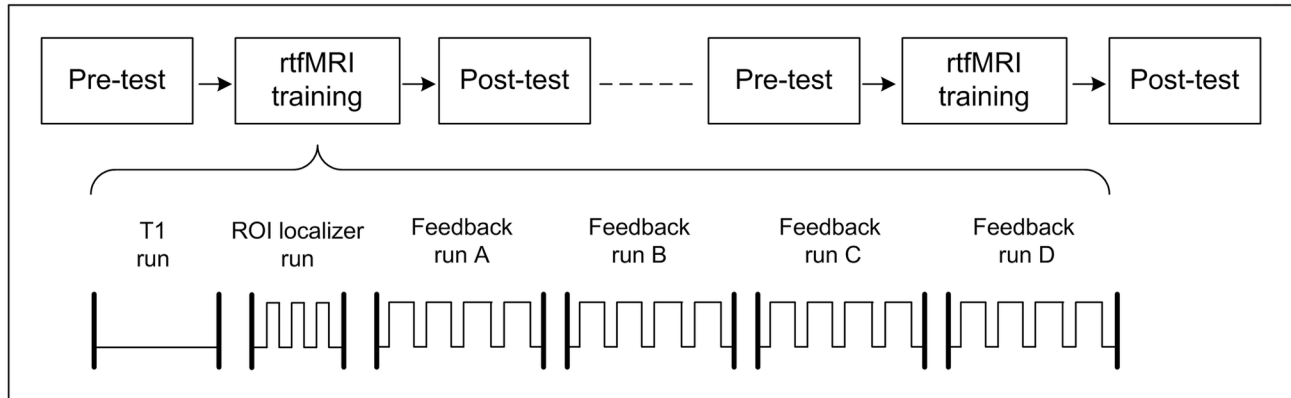 Pre-test
rtfMRI
training
Post-test
Pre-test
rtfMRI
training
Post-test
T1
run
ROI localizer
run
Feedback
run A
Feedback
run B
Feedback
run C
Feedback
run D